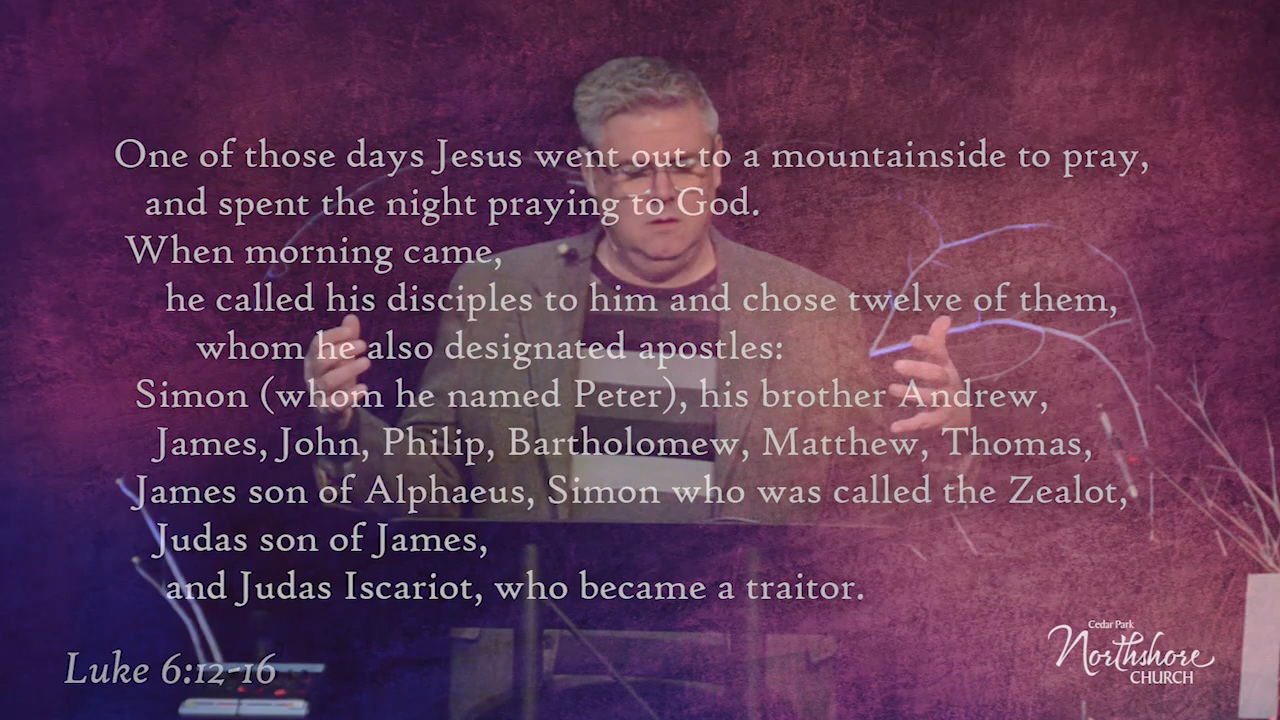 One of those days Jesus went out to a mountainside to pray,
and spent the night praying to God.
When morning came,
he called his disciples to him and chose twelve of them,
whom he also designated apostles:
Simon (whom he named Peter), his brother Andrew,
James, John, Philip, Bartholomew, Matthew, Thomas,
James son of Alphaeus, Simon who was called the Zealot,
Judas son of James,
and Judas Iscariot, who became a traitor.
Luke 6:12-16
Cedar Park
Northshore
CHURCH